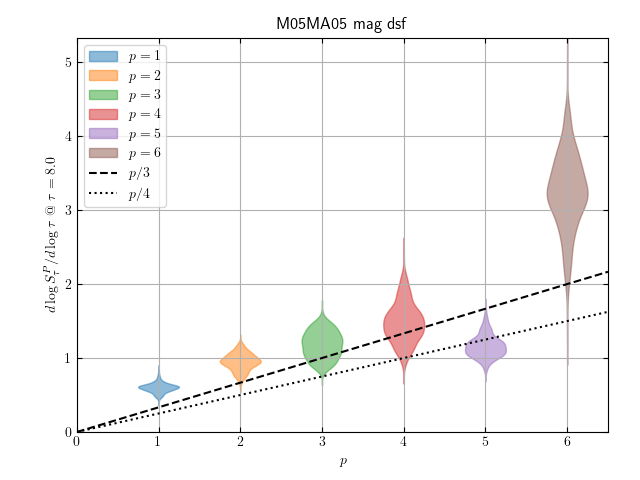 M05MA05 mag dsf
d log S_τ^P / d log τ @ τ = 8.0
5
4
3
2
1
0
p = 1
p = 2
p = 3
p = 4
p = 5
p = 6
p/3
p/4
0 1 2 3 4 5 6
p